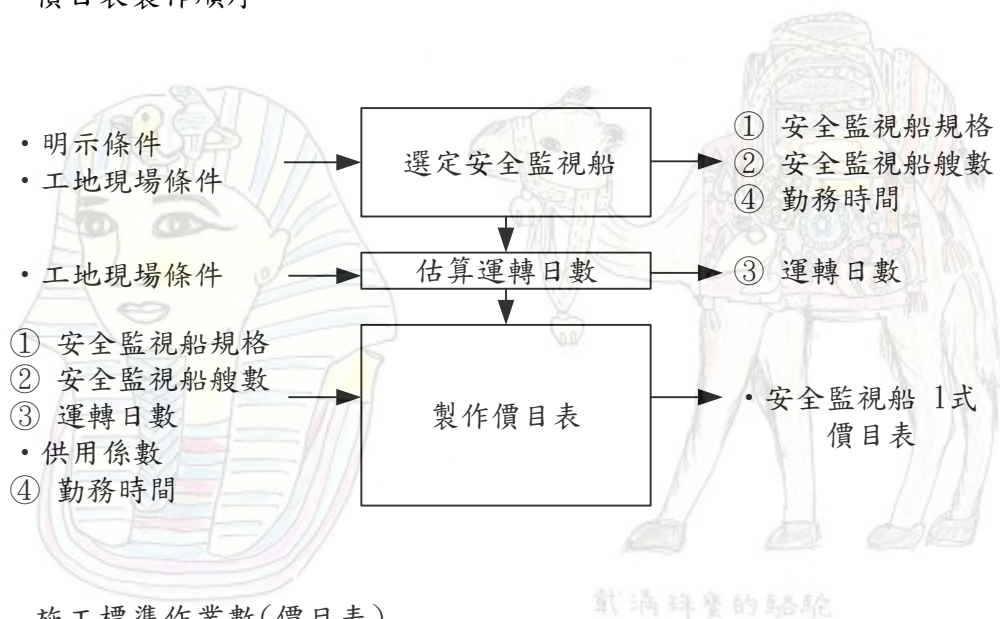 價目表製作順序
・明示條件
・工地現場條件
選定安全監視船
① 安全監視船規格
② 安全監視船艘數
④ 勤務時間
・工地現場條件
估算運轉日數
③ 運轉日數
① 安全監視船規格
② 安全監視船艘數
③ 運轉日數
・供用係數
④ 勤務時間
製作價目表
・安全監視船 1式
價目表
戴滿珠寶的駱駝
施工標準作業數(價目表)